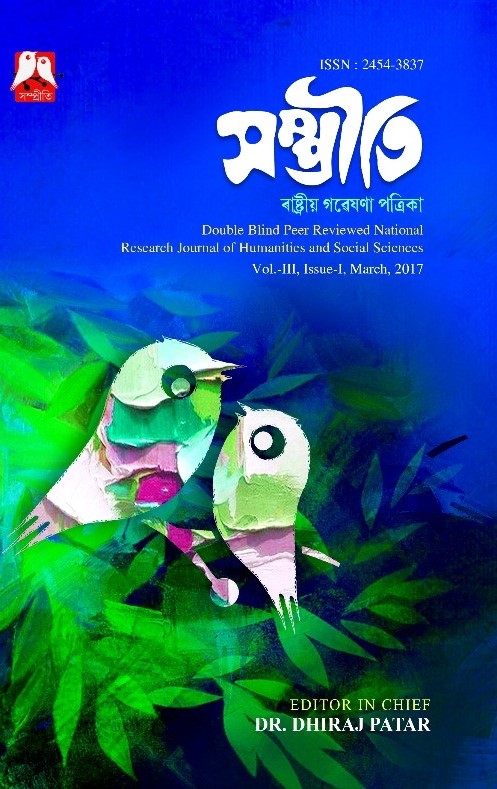 ISSN : 2454-3837
সম্প্ৰীতি
সম্প্ৰীতি
ৰাষ্ট্ৰীয় গৱেষণা পত্ৰিকা
Double Blind Peer Reviewed National
Research Journal of Humanities and Social Sciences
Vol.-III, Issue-I, March, 2017
EDITOR IN CHIEF
DR. DHIRAJ PATAR